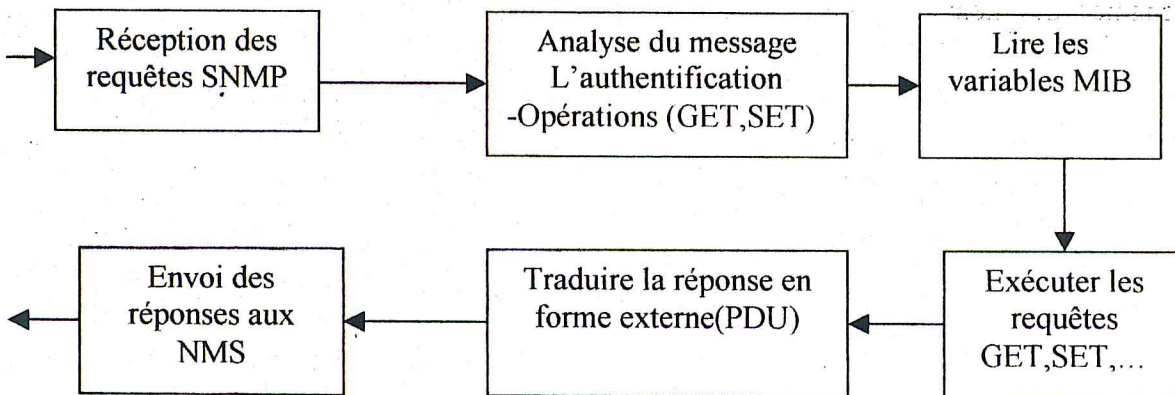 Réception des
requêtes SNMP
Analyse du message
L'authentification
-Opérations (GET,SET)
Lire les
variables MIB
Exécuter les
requêtes
GET,SET,...
Traduire la réponse en
forme externe(PDU)
Envoi des
réponses aux
NMS